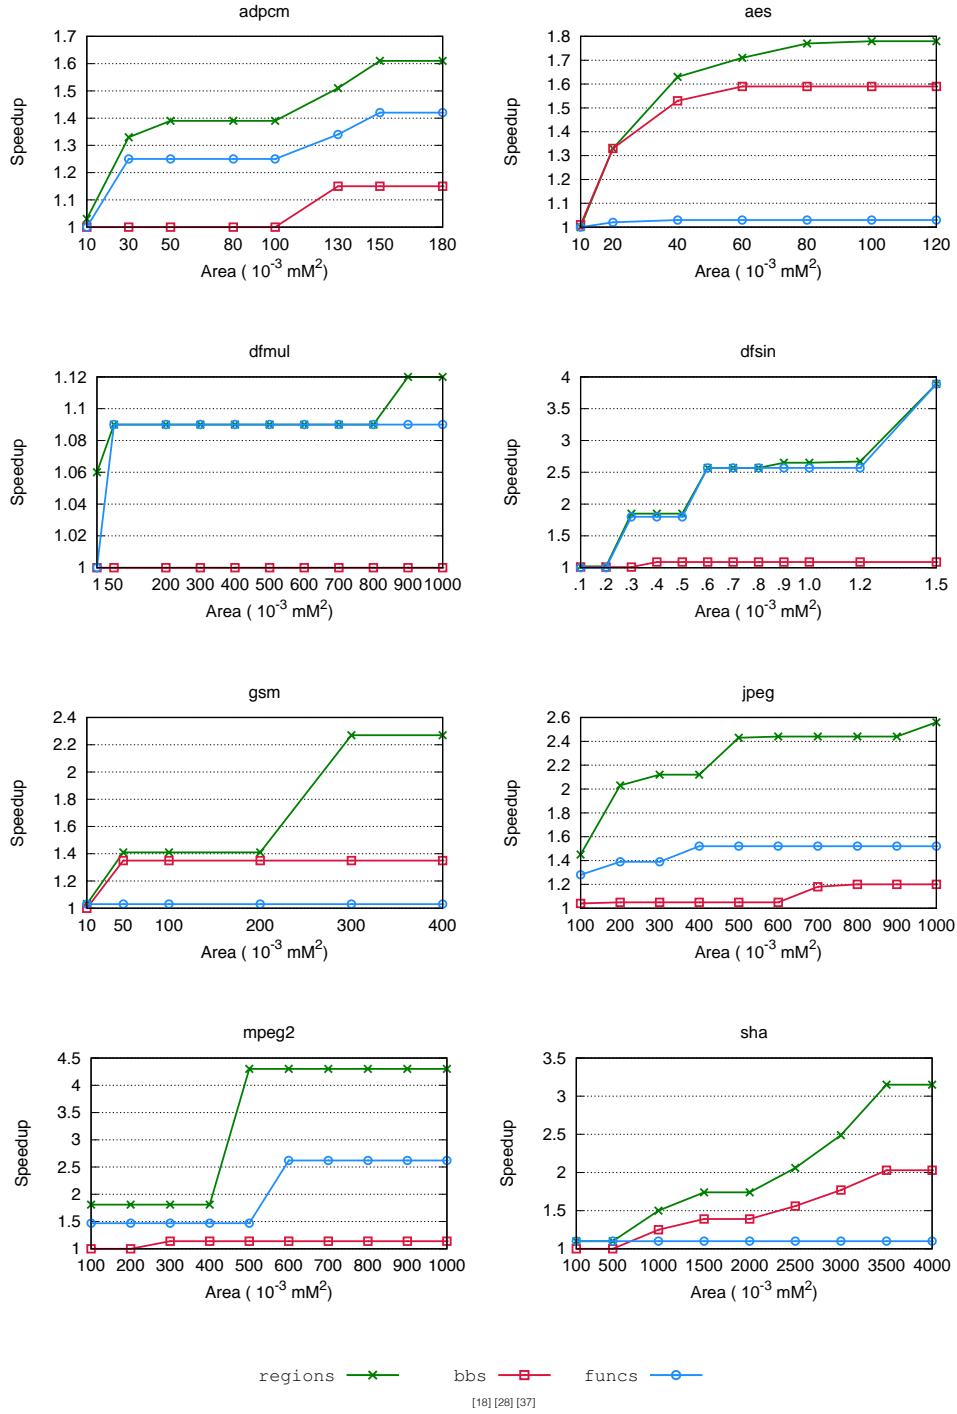 adpcm
Speedup
1.7
1.6
1.5
1.4
1.3
1.2
1.1
1
10 30 50 80 100 130 150 180
Area ( 10-3 mM2)
aes
Speedup
1.8
1.7
1.6
1.5
1.4
1.3
1.2
1.1
1
10 20 40 60 80 100 120
Area ( 10-3 mM2)
dfmul
Speedup
1.12
1.1
1.08
1.06
1.04
1.02
1
1 50 200 300 400 500 600 700 800 900 1000
Area ( 10-3 mM2)
dfsin
Speedup
4
3.5
3
2.5
2
1.5
1
.1 .2 .3 .4 .5 .6 .7 .8 .9 1.0 1.2 1.5
Area ( 10-3 mM2)
gsm
Speedup
2.4
2.2
2
1.8
1.6
1.4
1.2
1
10 50 100 200 300 400
Area ( 10-3 mM2)
jpeg
Speedup
2.6
2.4
2.2
2
1.8
1.6
1.4
1.2
1
100 200 300 400 500 600 700 800 900 1000
Area ( 10-3 mM2)
mpeg2
Speedup
4.5
4
3.5
3
2.5
2
1.5
1
100 200 300 400 500 600 700 800 900 1000
Area ( 10-3 mM2)
sha
Speedup
3.5
3
2.5
2
1.5
1
100 500 1000 1500 2000 2500 3000 3500 4000
Area ( 10-3 mM2)
regions bbs funcs
[18] [28] [37]